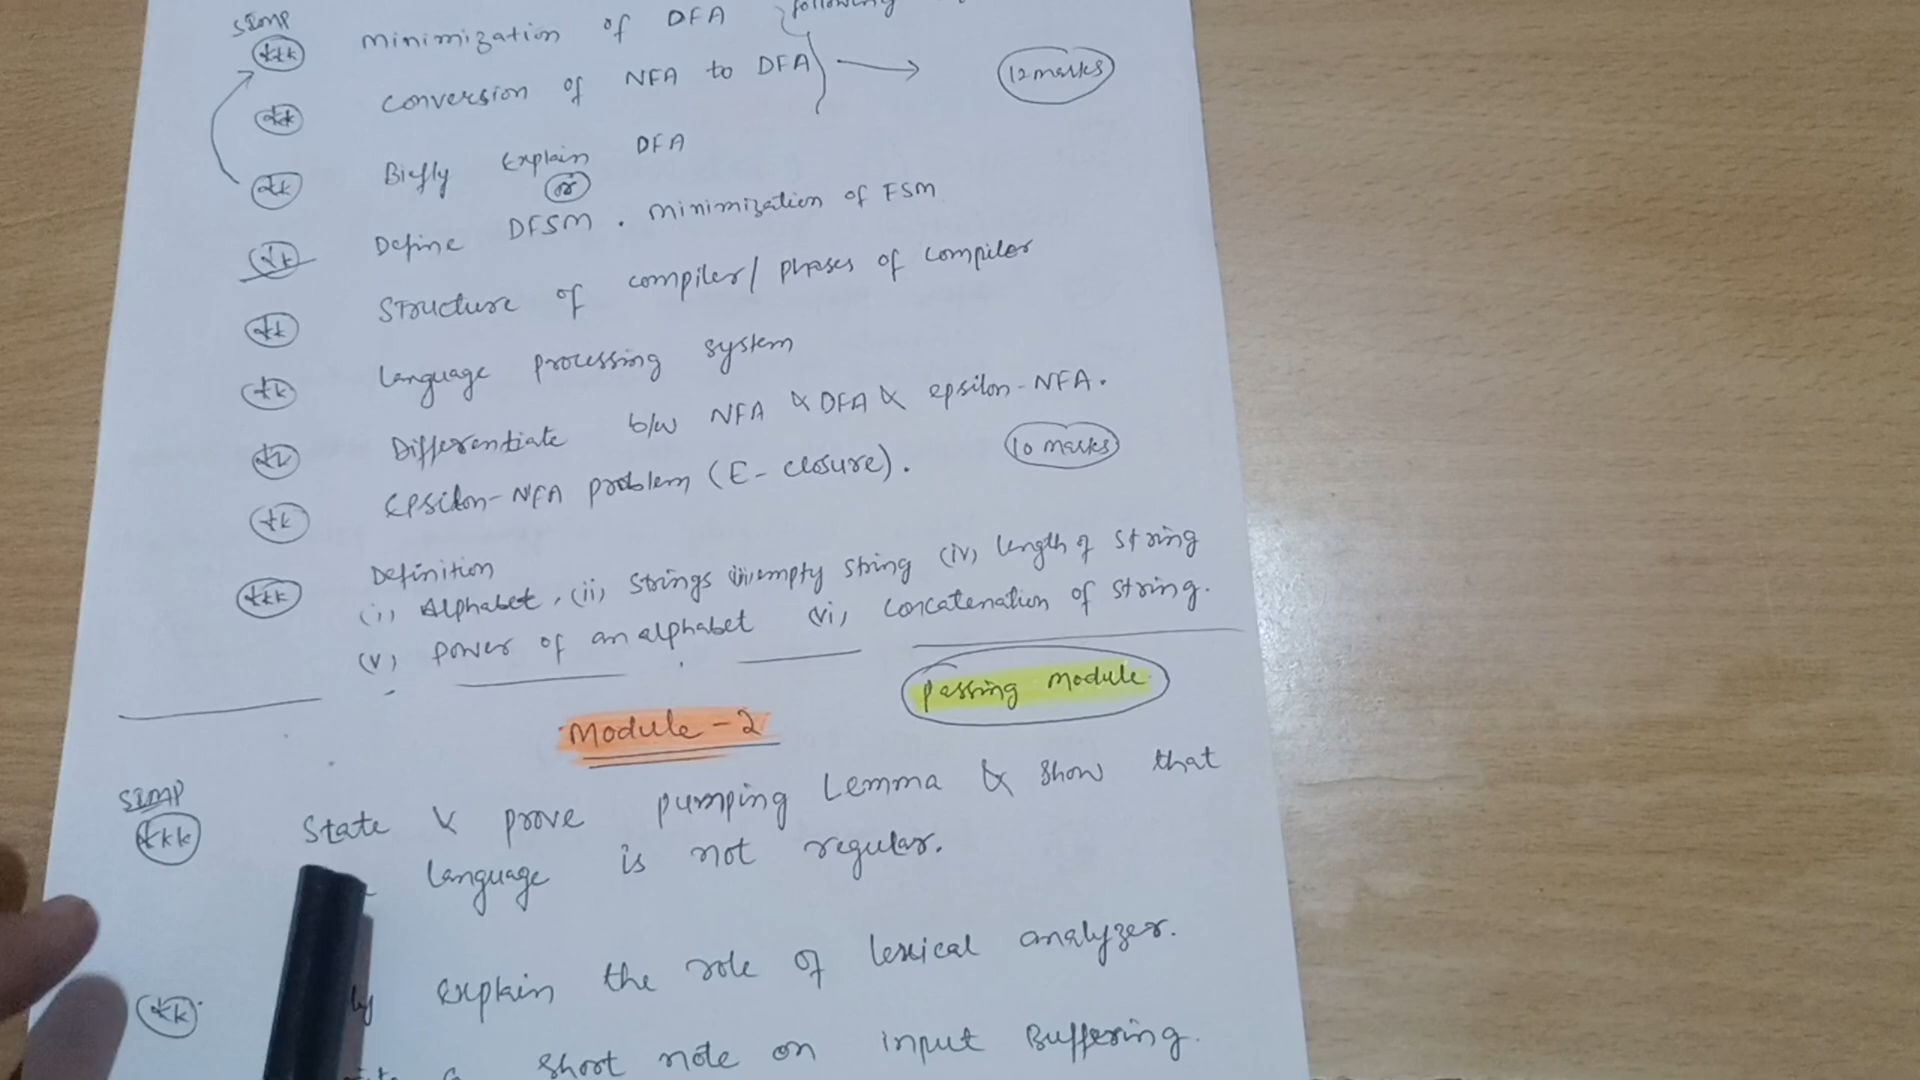 SIMP
*** minimization of DFA } following
** conversion of NFA to DFA → 12 marks
** Biefly Explain DFA
or
** Define DFSM . minimization of FSM
** Structure of compiler/ phases of compiler
** Language processing system
** Differentiate b/w NFA & DFA & epsilon-NFA.
** Epsilon-NFA problem (E-closure). 10 marks
*** Definition
(i) Alphabet, (ii) Strings (iii) empty string (iv) length of string
(v) power of an alphabet (vi) concatenation of string.
Passing module
Module-2
SIMP
*** State & prove pumping Lemma & show that
language is not regular.
** explain the role of lexical analyzer.
short note on input Buffering.